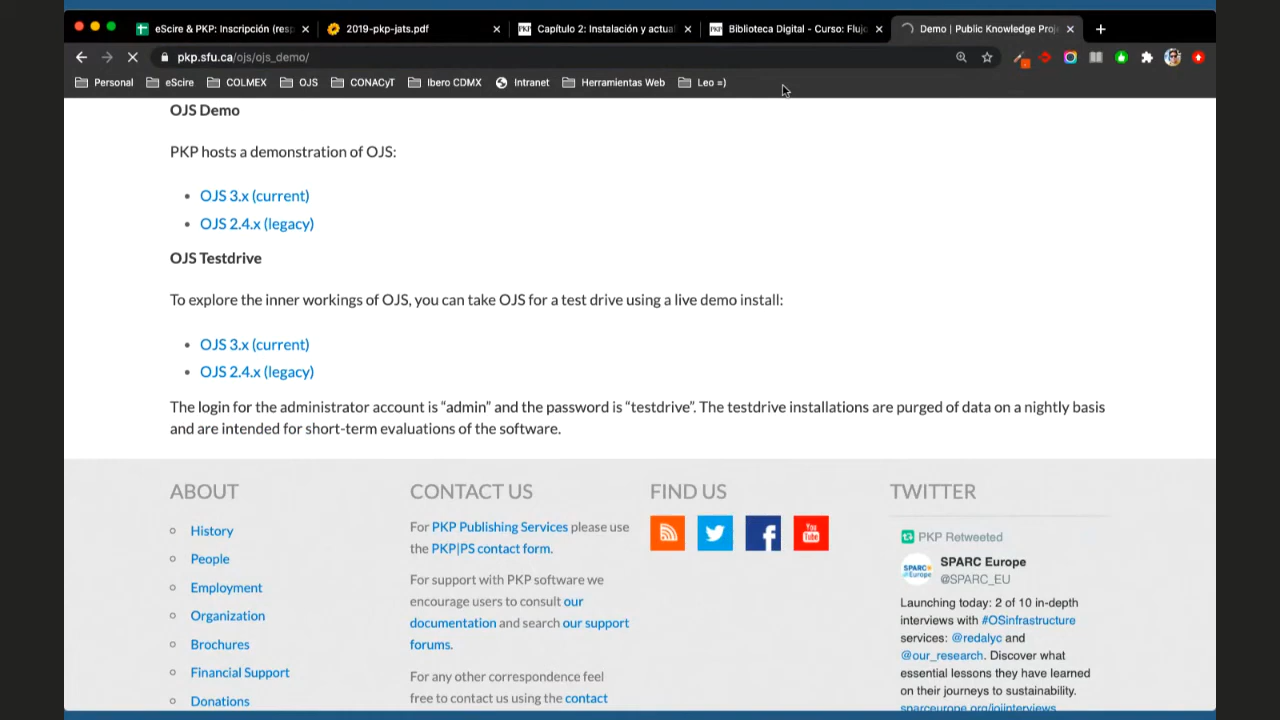 eScire & PKP: Inscripción (res
2019-pkp-jats.pdf
Capítulo 2: Instalación y actua
Biblioteca Digital - Curso: Flujo
Demo | Public Knowledge Proje
pkp.sfu.ca/ojs/ojs_demo/
Personal eScire COLMEX OJS CONACyT Ibero CDMX Intranet Herramientas Web Leo =)
OJS Demo
PKP hosts a demonstration of OJS:
OJS 3.x (current)
OJS 2.4.x (legacy)
OJS Testdrive
To explore the inner workings of OJS, you can take OJS for a test drive using a live demo install:
OJS 3.x (current)
OJS 2.4.x (legacy)
The login for the administrator account is “admin” and the password is “testdrive”. The testdrive installations are purged of data on a nightly basis
and are intended for short-term evaluations of the software.
ABOUT
History
People
Employment
Organization
Brochures
Financial Support
Donations
CONTACT US
For PKP Publishing Services please use
the PKP|PS contact form.
For support with PKP software we
encourage users to consult our
documentation and search our support
forums.
For any other correspondence feel
free to contact us using the contact
FIND US
You
Tube
TWITTER
PKP Retweeted
SPARC Europe
@SPARC_EU
Launching today: 2 of 10 in-depth
interviews with #OSinfrastructure
services: @redalyc and
@our_research. Discover what
essential lessons they have learned
on their journeys to sustainability.
sparceurope.org/oiinterviews